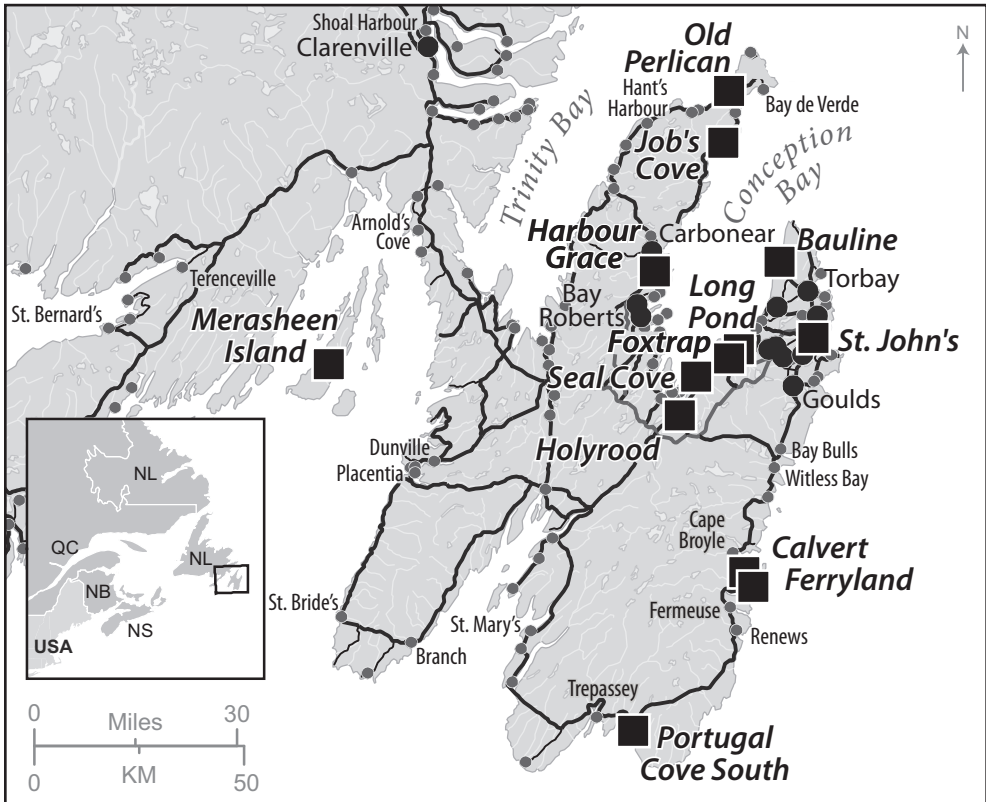 Shoal Harbour
Clarenville
Old
Perlican
N
Hant's
Harbour
Bay de Verde
Trinity Bay
Job's
Cove
Conception
Bay
Arnold's
Cove
Harbour
Grace
Carbonear
Bauline
Terenceville
Long
Pond
Torbay
St. Bernard's
Bay
Roberts
Merasheen
Island
Foxtrap
St. John's
Seal Cove
Goulds
Dunville
Placentia
Holyrood
Bay Bulls
Witless Bay
NL
QC
NL
NB
NS
USA
Cape
Broyle
Calvert
Ferryland
St. Bride's
St. Mary's
Fermeuse
Renews
Branch
Trepassey
0
30
Miles
KM
0
50
Portugal
Cove South